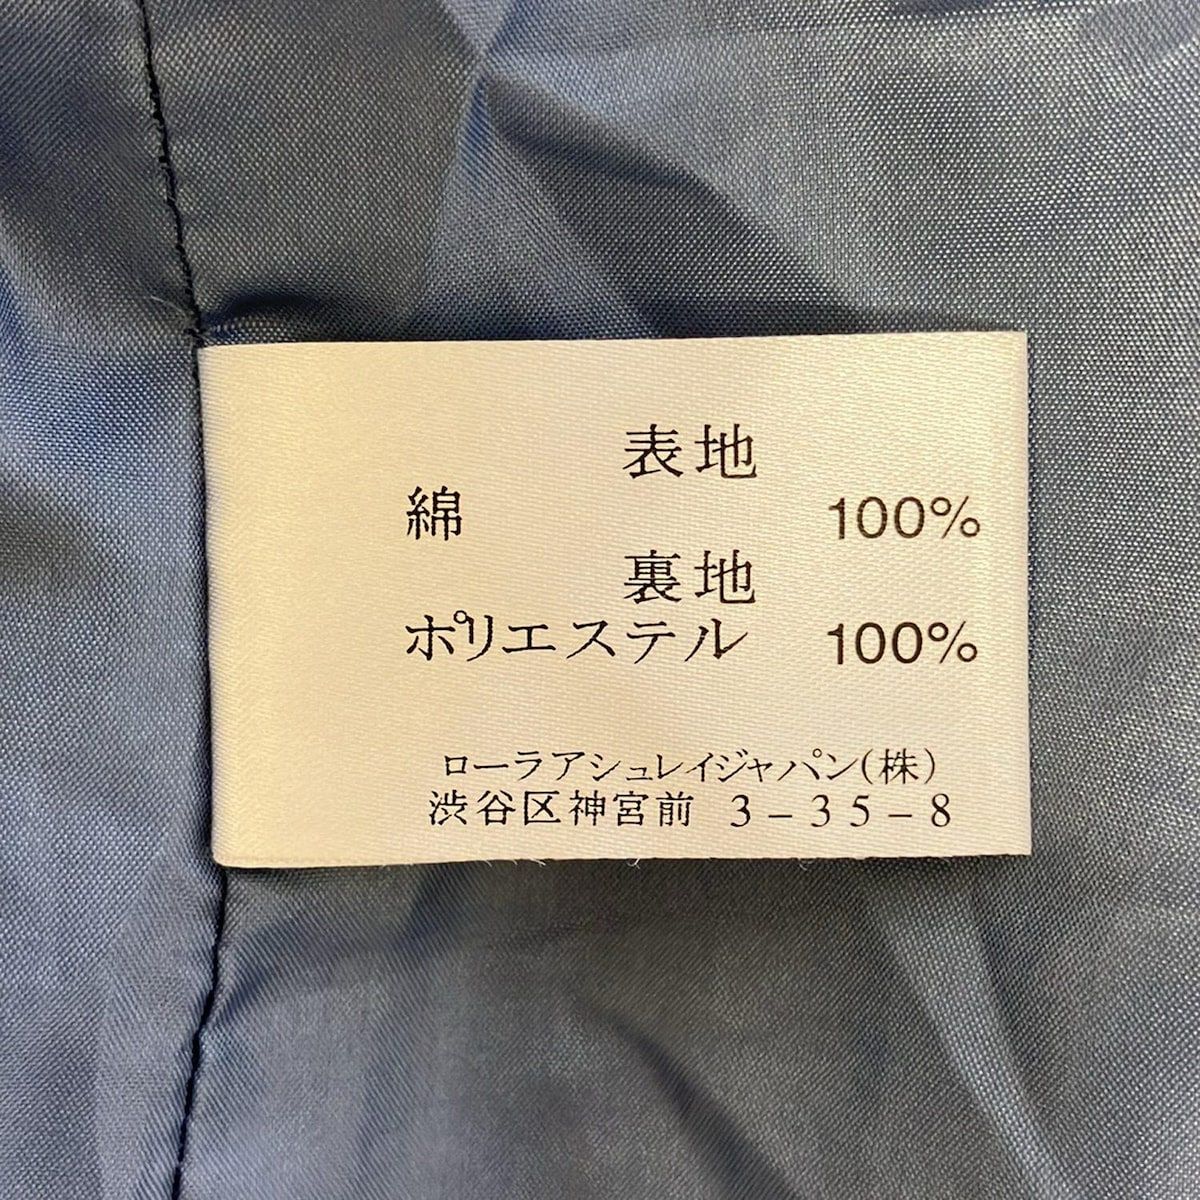 表地
綿 100%
裏地
ポリエステル 100%
ローラアシュレイジャパン(株)
渋谷区神宮前 3-35-8